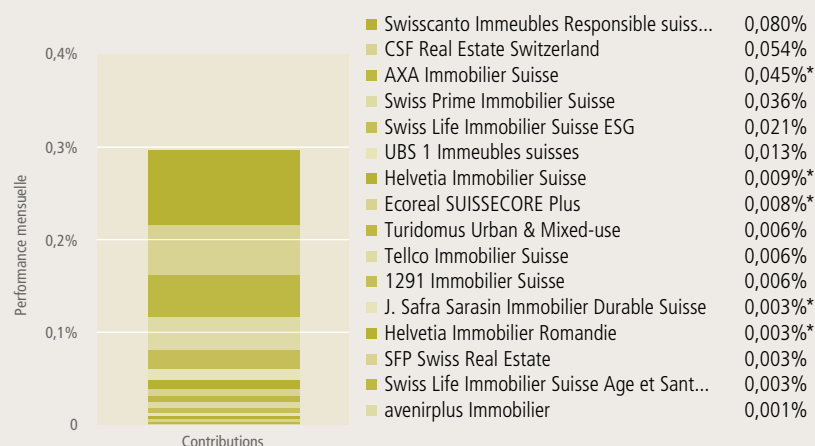 Performance mensuelle
0,4%
0,3%
0,2%
0,1%
0
Contributions
Swisscanto Immeubles Responsible suiss... 0,080%
CSF Real Estate Switzerland 0,054%
AXA Immobilier Suisse 0,045%*
Swiss Prime Immobilier Suisse 0,036%
Swiss Life Immobilier Suisse ESG 0,021%
UBS 1 Immeubles suisses 0,013%
Helvetia Immobilier Suisse 0,009%*
Ecoreal SUISSECORE Plus 0,008%*
Turidomus Urban & Mixed-use 0,006%
Tellco Immobilier Suisse 0,006%
1291 Immobilier Suisse 0,006%
J. Safra Sarasin Immobilier Durable Suisse 0,003%*
Helvetia Immobilier Romandie 0,003%*
SFP Swiss Real Estate 0,003%
Swiss Life Immobilier Suisse Age et Sant... 0,003%
avenirplus Immobilier 0,001%